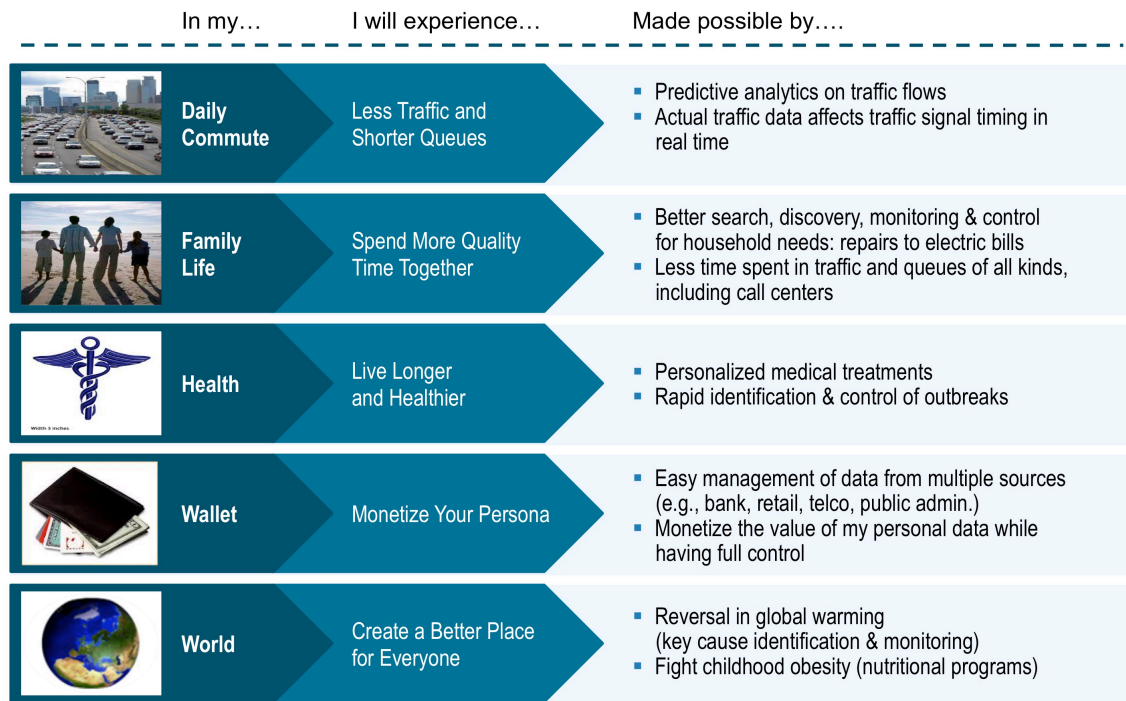 In my… I will experience… Made possible by….
Daily
Commute
Less Traffic and
Shorter Queues
▪ Predictive analytics on traffic flows
▪ Actual traffic data affects traffic signal timing in
real time
Family
Life
Spend More Quality
Time Together
▪ Better search, discovery, monitoring & control
for household needs: repairs to electric bills
▪ Less time spent in traffic and queues of all kinds,
including call centers
Width 3 inches
Health
Live Longer
and Healthier
▪ Personalized medical treatments
▪ Rapid identification & control of outbreaks
Wallet
Monetize Your Persona
▪ Easy management of data from multiple sources
(e.g., bank, retail, telco, public admin.)
▪ Monetize the value of my personal data while
having full control
World
Create a Better Place
for Everyone
▪ Reversal in global warming
(key cause identification & monitoring)
▪ Fight childhood obesity (nutritional programs)